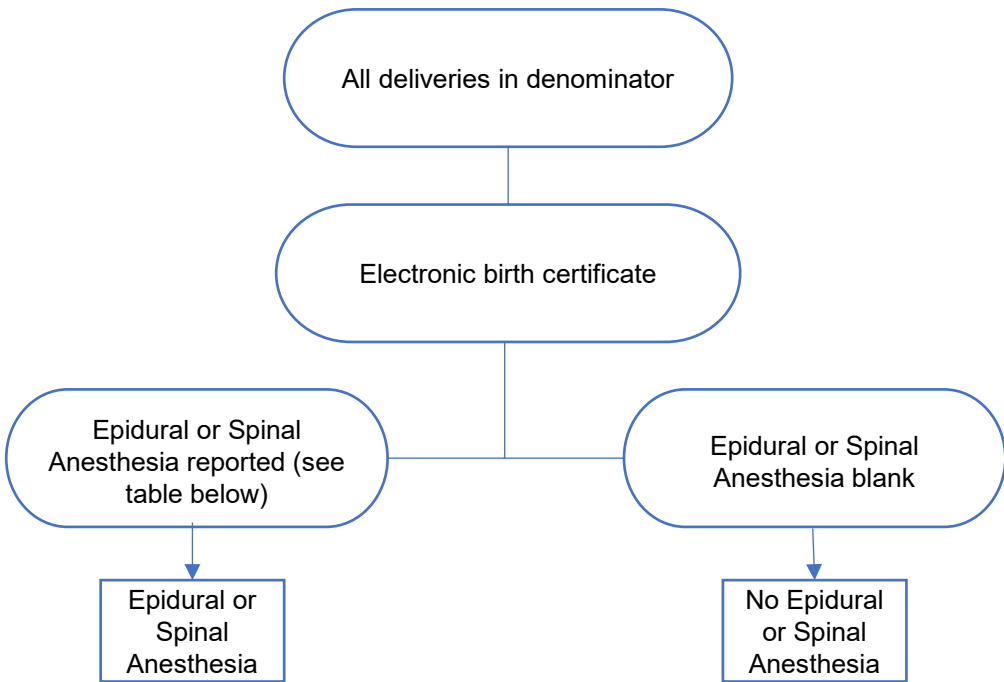 All deliveries in denominator
Electronic birth certificate
Epidural or Spinal
Anesthesia reported (see
table below)
Epidural or Spinal
Anesthesia blank
Epidural or
Spinal
Anesthesia
No Epidural
or Spinal
Anesthesia